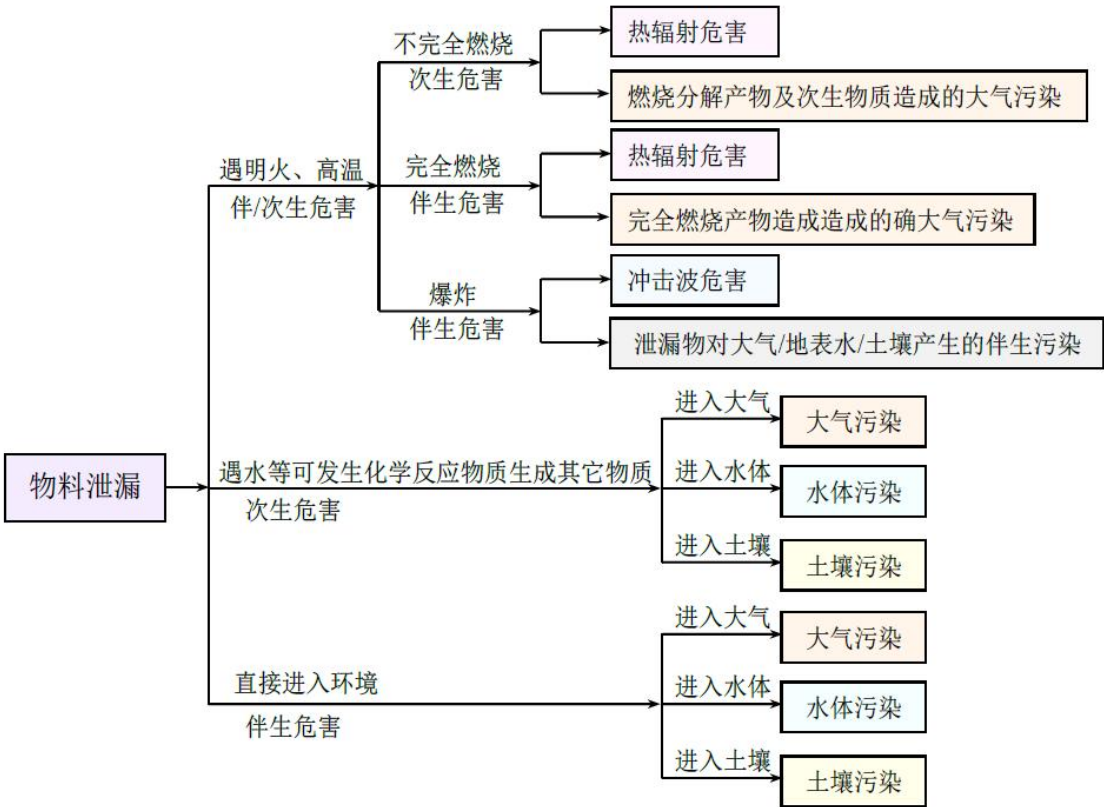 不完全燃烧
次生危害
热辐射危害
燃烧分解产物及次生物质造成的大气污染
遇明火、高温
伴/次生危害
完全燃烧
伴生危害
热辐射危害
完全燃烧产物造成造成的确大气污染
爆炸
伴生危害
冲击波危害
泄漏物对大气/地表水/土壤产生的伴生污染
物料泄漏
遇水等可发生化学反应物质生成其它物质
次生危害
进入大气
大气污染
进入水体
水体污染
进入土壤
土壤污染
直接进入环境
伴生危害
进入大气
大气污染
进入水体
水体污染
进入土壤
土壤污染